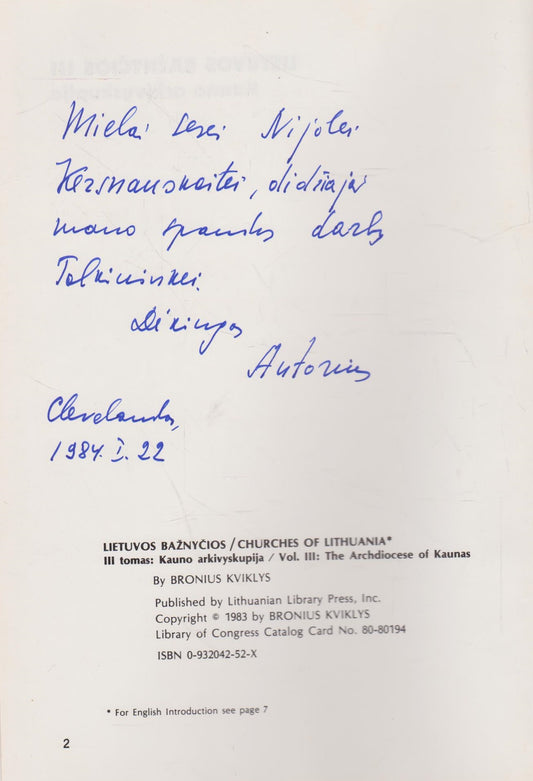 Mielai sesei Nijolei
Kersnauskaitei, didžiajai
mano spaudos darbų
Talkininkei.
Dėkingas
Autorius
Clevelandas,
1984. I. 22
LIETUVOS BAŽNYČIOS / CHURCHES OF LITHUANIA*
III tomas: Kauno arkivyskupija / Vol. III: The Archdiocese of Kaunas
By BRONIUS KVIKLYS
Published by Lithuanian Library Press, Inc.
Copyright © 1983 by BRONIUS KVIKLYS
Library of Congress Catalog Card No. 80-80194
ISBN 0-932042-52-X
* For English Introduction see page 7
2